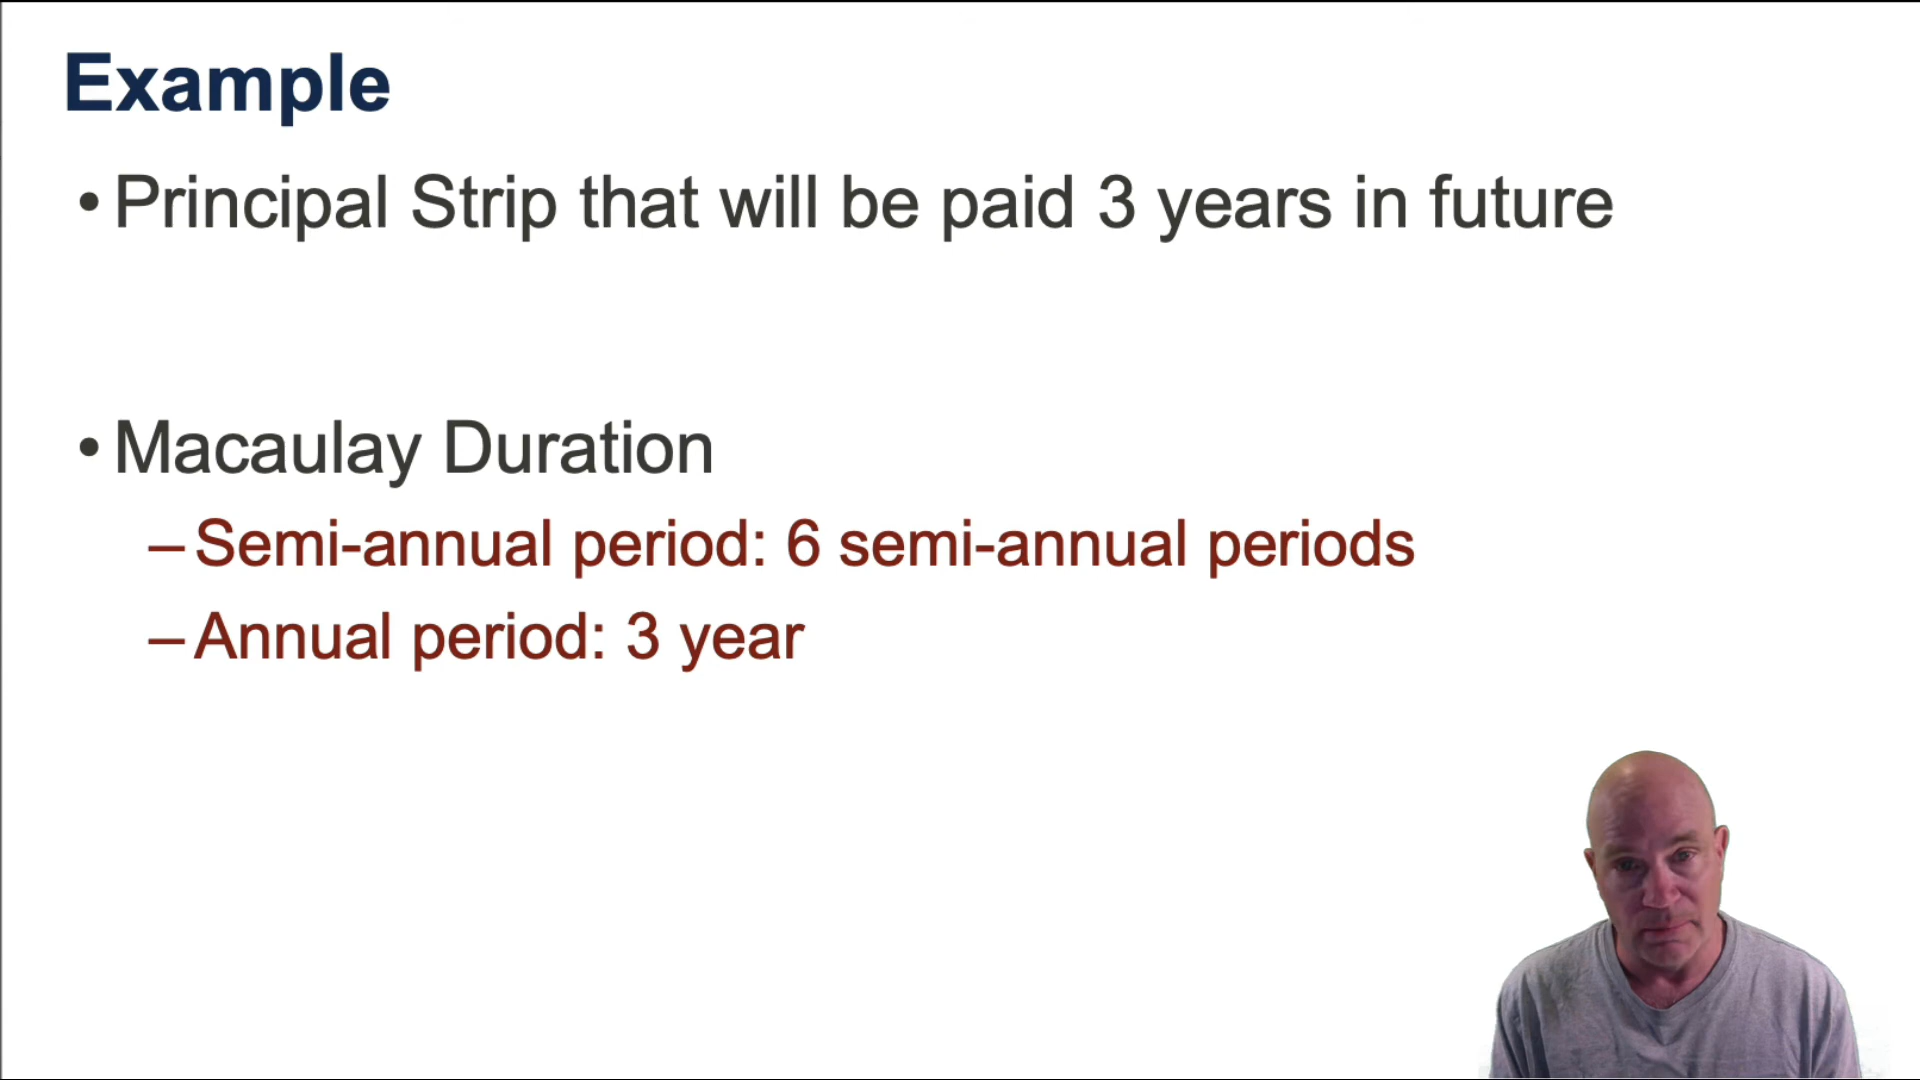 Example
• Principal Strip that will be paid 3 years in future
• Macaulay Duration
–Semi-annual period: 6 semi-annual periods
–Annual period: 3 year